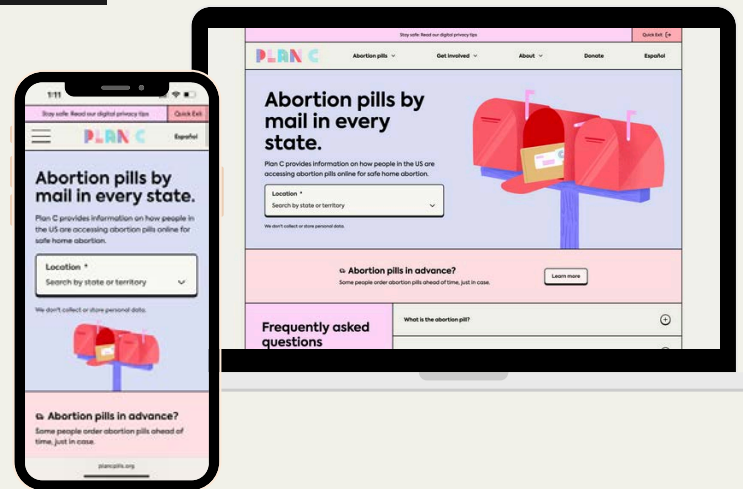 1:11
Stay safe: Read our digital privacy tips
Quick Exit
PLAN C
Español
Abortion pills by
mail in every state.
Plan C provides information on how people in
the US are accessing abortion pills online for
safe home abortion.
Location *
Search by state or territory
We don't collect or store personal data.
Abortion pills in advance?
Some people order abortion pills ahead of
time, just in case.
plancpills.org
Stay safe: Read our digital privacy tips
Quick Exit
PLAN C
Abortion pills
Get Involved
About
Donate
Español
Abortion pills by
mail in every
state.
Plan C provides information on how people in the US are
accessing abortion pills online for safe home abortion.
Location *
Search by state or territory
We don't collect or store personal data.
C
Abortion pills in advance?
Some people order abortion pills ahead of time, just in case.
Learn more
Frequently asked
questions
What is the abortion pill?